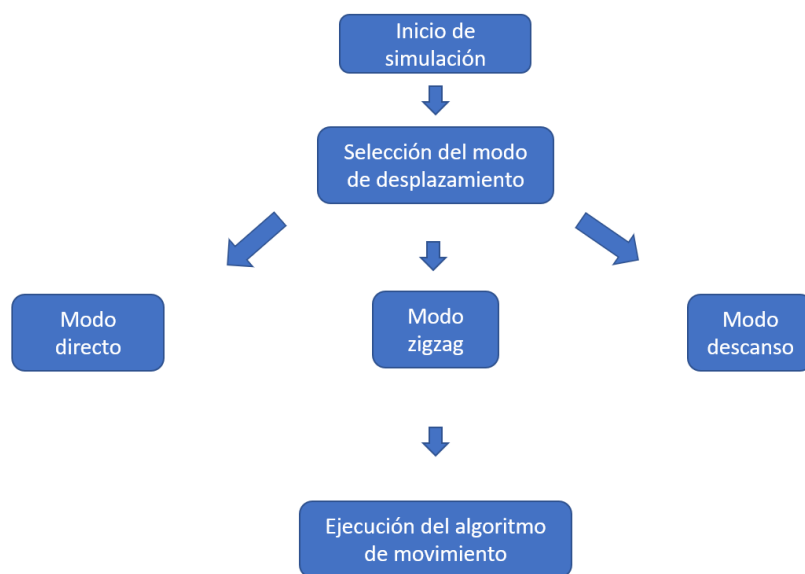 Inicio de
simulación
Selección del modo
de desplazamiento
Modo
directo
Modo
zigzag
Modo
descanso
Ejecución del algoritmo
de movimiento